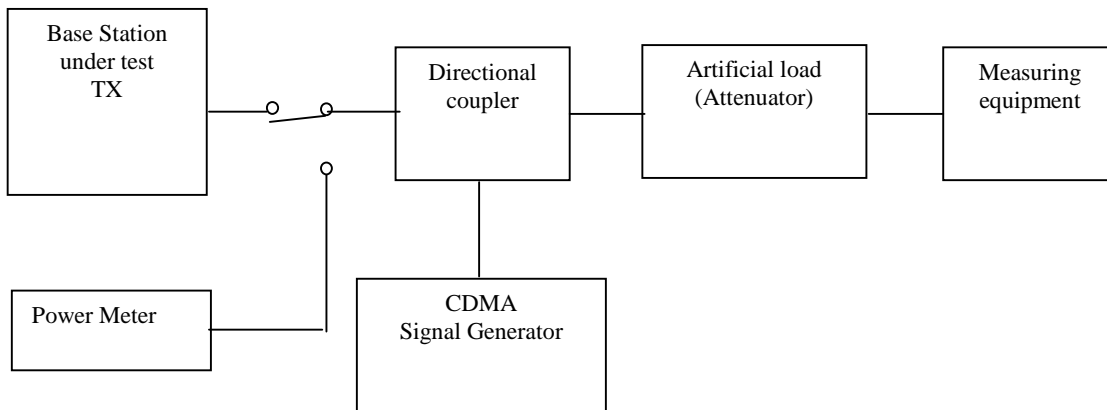 Base Station
under test
TX
Directional
coupler
Artificial load
(Attenuator)
Measuring
equipment
Power Meter
CDMA
Signal Generator